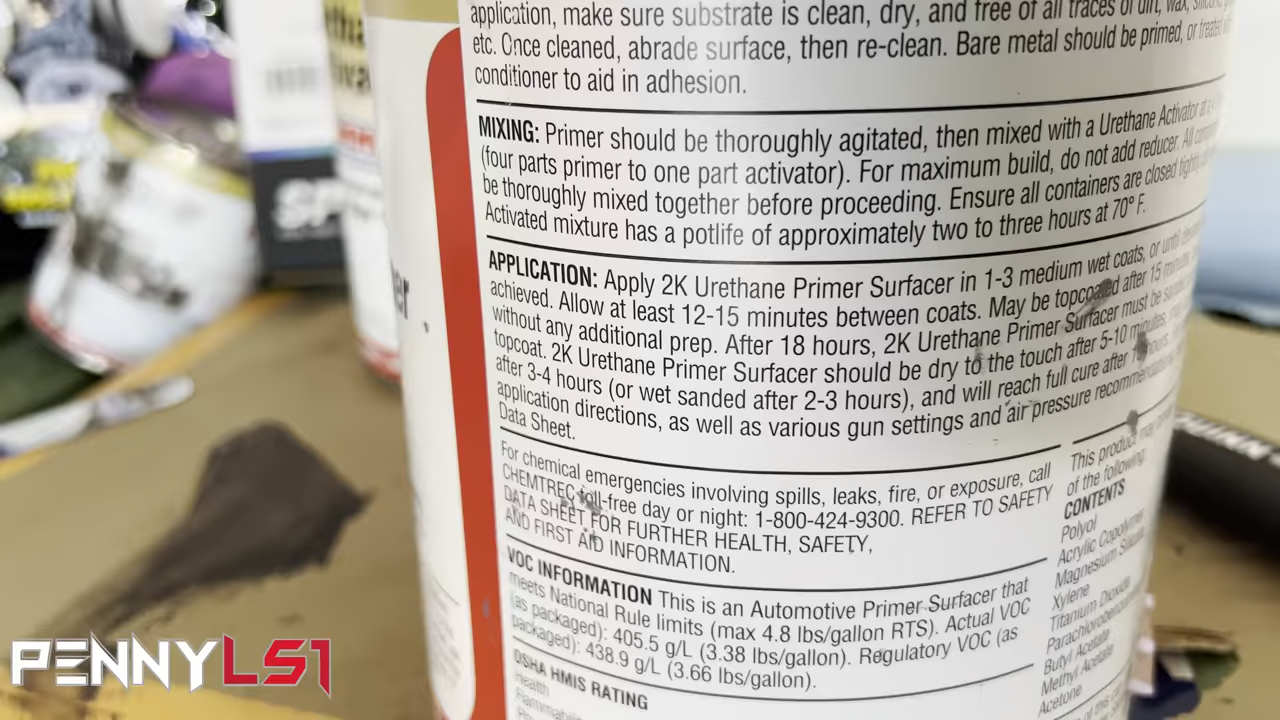 application, make sure substrate is clean, dry, and free of all traces of dirt, wax,
etc. Once cleaned, abrade surface, then re-clean. Bare metal should be primed, or treated
conditioner to aid in adhesion.
MIXING: Primer should be thoroughly agitated, then mixed with a Urethane Activator at a
(four parts primer to one part activator). For maximum build, do not add reducer. All
be thoroughly mixed together before proceeding. Ensure all containers are closed tightly
Activated mixture has a potlife of approximately two to three hours at 70° F.
APPLICATION: Apply 2K Urethane Primer Surfacer in 1-3 medium wet coats, or until
achieved. Allow at least 12-15 minutes between coats. May be topcoated after 15 minutes
without any additional prep. After 18 hours, 2K Urethane Primer Surfacer must be
topcoat. 2K Urethane Primer Surfacer should be dry to the touch after 5-10 minutes,
after 3-4 hours (or wet sanded after 2-3 hours), and will reach full cure after hours.
application directions, as well as various gun settings and air pressure
Data Sheet.
For chemical emergencies involving spills, leaks, fire, or exposure, call
CHEMTREC toll-free day or night: 1-800-424-9300. REFER TO SAFETY
DATA SHEET FOR FURTHER HEALTH, SAFETY,
AND FIRST AID INFORMATION.
VOC INFORMATION This is an Automotive Primer Surfacer that
meets National Rule limits (max 4.8 lbs/gallon RTS). Actual VOC
(as packaged): 405.5 g/L (3.38 lbs/gallon). Regulatory VOC (as
packaged): 438.9 g/L (3.66 lbs/gallon).
OSHA HMIS RATING
Health
This product may
of the following:
CONTENTS
Polyol
Acrylic Copolymer
Magnesium
Xylene
Titanium Dioxide
Butyl Acetate
Methyl Acetate
Acetone
er
SP
PENNYLS1